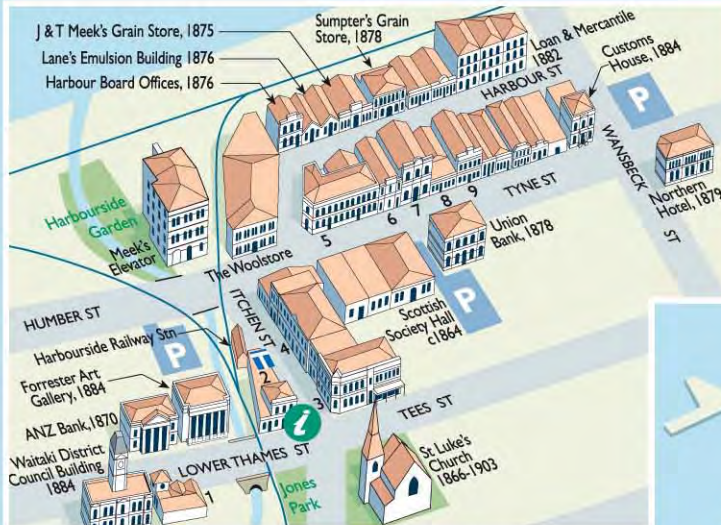 J & T Meek's Grain Store, 1875
Lane's Emulsion Building 1876
Harbour Board Offices, 1876
Sumpter's Grain
Store, 1878
Loan & Mercantile
1882
Customs
House, 1884
HARBOUR ST
P
WANSBECK
ST
Northern
Hotel, 1879
TYNE ST
5
6
7
8
9
Harbourside
Garden
Meek's
Elevator
The Woolstore
Union
Bank, 1878
P
Scottish
Society Hall
c1864
HUMBER ST
ITCHEN ST
4
Harbourside Railway Stn
P
2
3
Forrester Art
Gallery, 1884
ANZ Bank, 1870
Waitaki District
Council Building
1884
1
LOWER THAMES ST
i
TEES ST
Jones
Park
St Luke's
Church
1866-1903